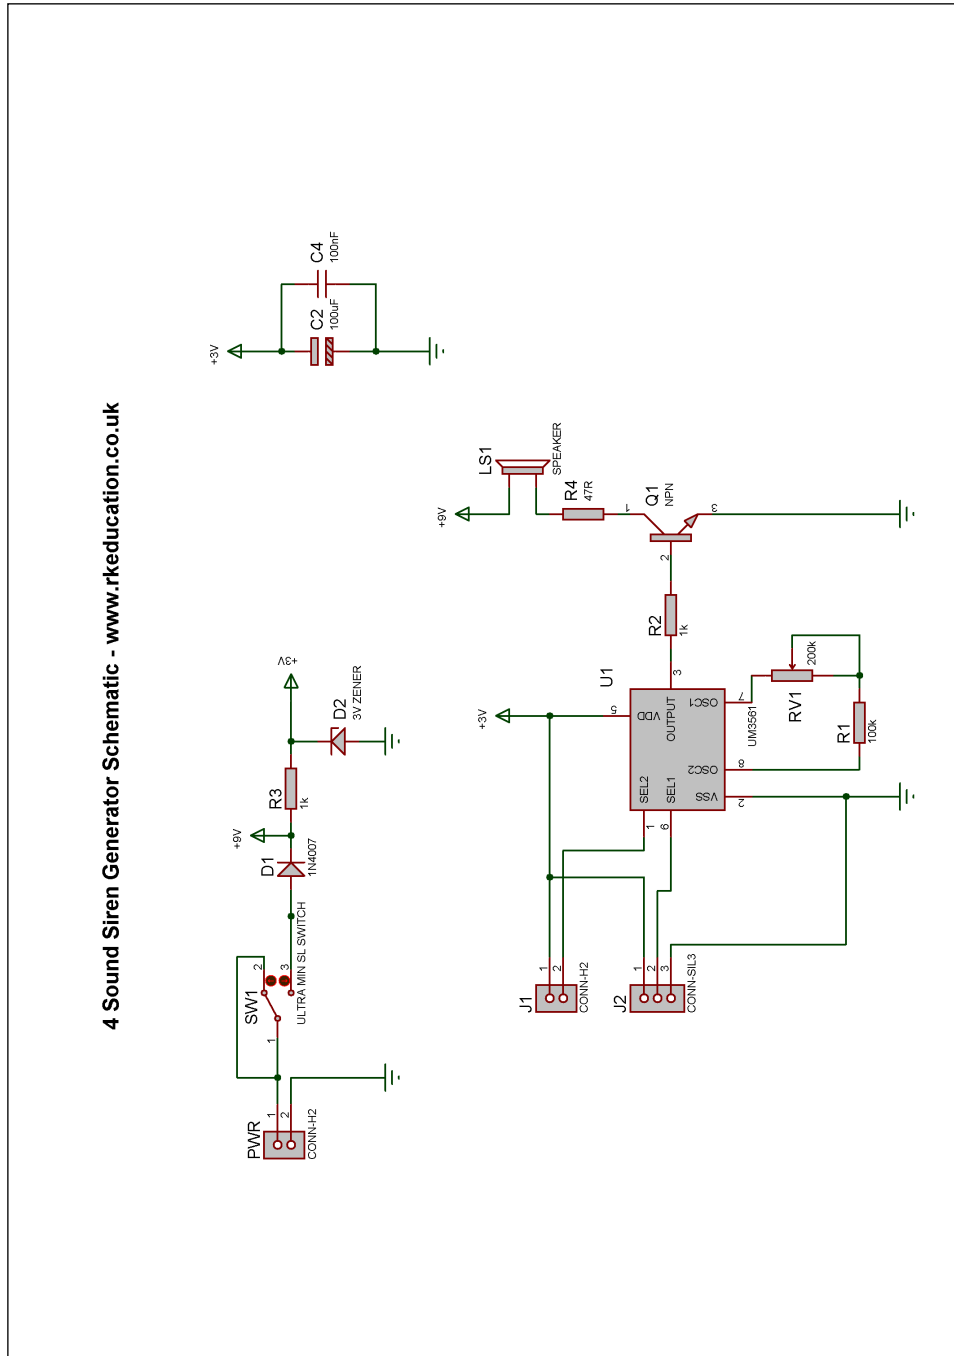 4 Sound Siren Generator Schematic - www.rkeducation.co.uk
PWR
CONN-H2
1
2
SW1
1
2
3
ULTRA MIN SL SWITCH
D1
1N4007
+9V
R3
1k
D2
3V ZENER
+3V
+3V
C2
100uF
C4
100nF
J1
CONN-H2
1
2
J2
CONN-SIL3
1
2
3
+3V
U1
UM3561
SEL2
SEL1
VDD
OUTPUT
VSS
OSC2
OSC1
1
6
5
3
2
8
7
R1
100k
RV1
200k
R2
1k
Q1
NPN
1
2
3
R4
47R
LS1
SPEAKER
+9V